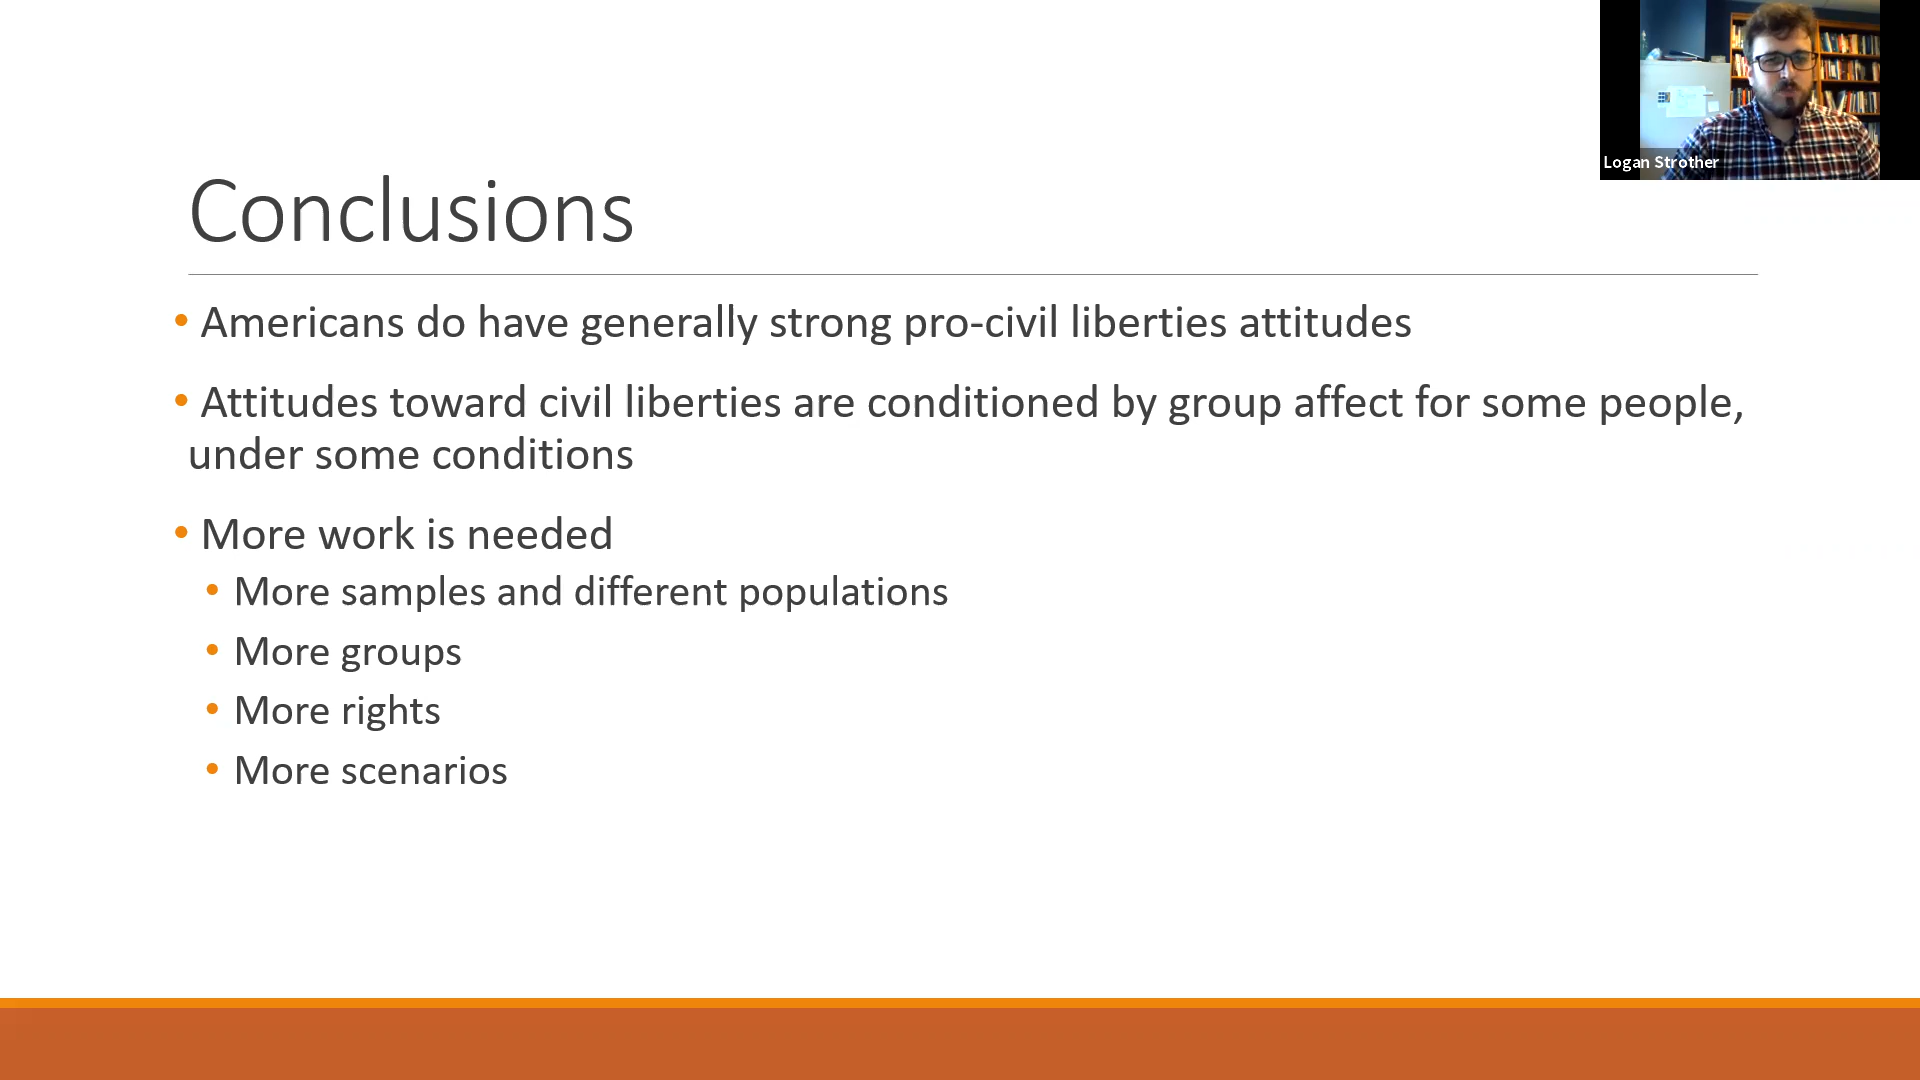 Logan Strother
Conclusions
• Americans do have generally strong pro-civil liberties attitudes
• Attitudes toward civil liberties are conditioned by group affect for some people,
under some conditions
• More work is needed
• More samples and different populations
• More groups
• More rights
• More scenarios